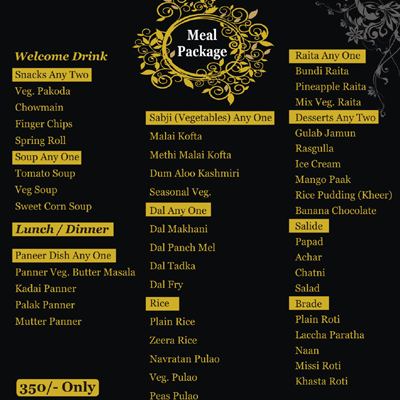 Meal
Package
Welcome Drink
Snacks Any Two
Veg. Pakoda
Chowmain
Finger Chips
Spring Roll
Soup Any One
Tomato Soup
Veg Soup
Sweet Corn Soup
Lunch / Dinner
Paneer Dish Any One
Panner Veg. Butter Masala
Kadai Panner
Palak Panner
Mutter Panner
350/- Only
Sabji (Vegetables) Any One
Malai Kofta
Methi Malai Kofta
Dum Aloo Kashmiri
Seasonal Veg.
Dal Any One
Dal Makhani
Dal Panch Mel
Dal Tadka
Dal Fry
Rice
Plain Rice
Zeera Rice
Navratan Pulao
Veg. Pulao
Peas Pulao
Raita Any One
Bundi Raita
Pineapple Raita
Mix Veg. Raita
Desserts Any Two
Gulab Jamun
Rasgulla
Ice Cream
Mango Paak
Rice Pudding (Kheer)
Banana Chocolate
Salide
Papad
Achar
Chatni
Salad
Brade
Plain Roti
Laccha Paratha
Naan
Missi Roti
Khasta Roti